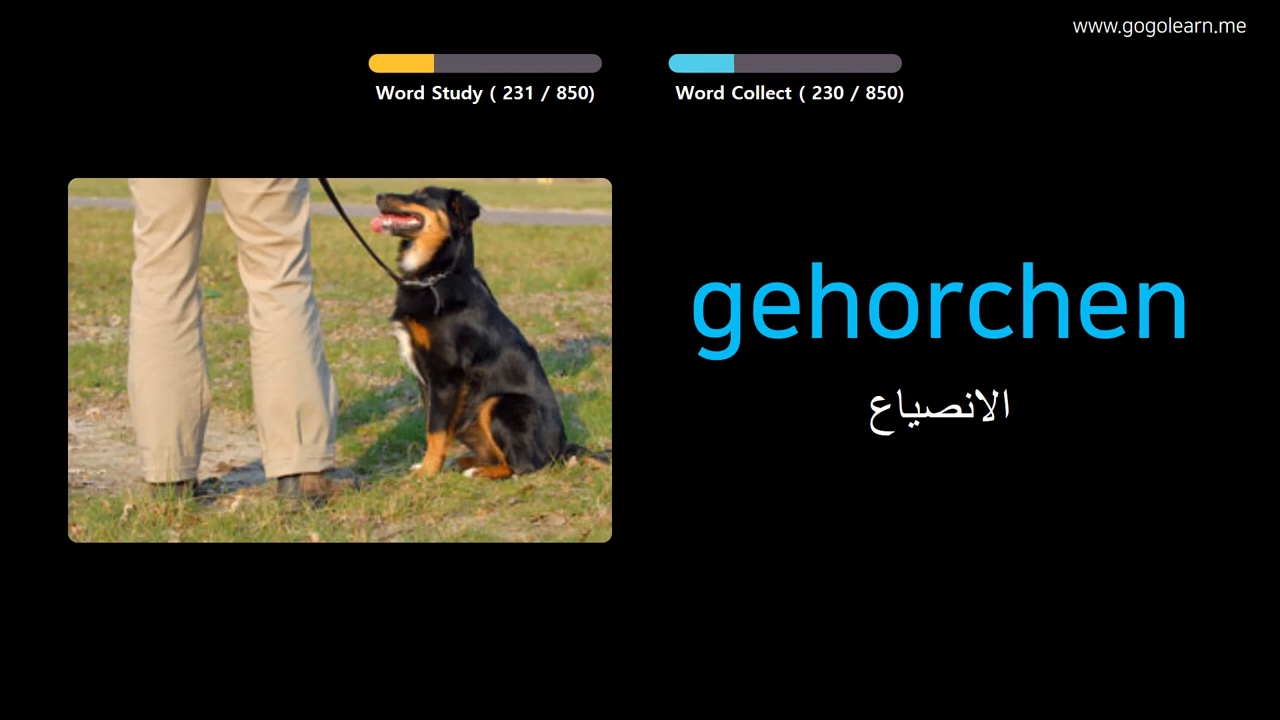 www.gogolearn.me
Word Study ( 231 / 850)
Word Collect ( 230 / 850)
gehorchen
الانصياع